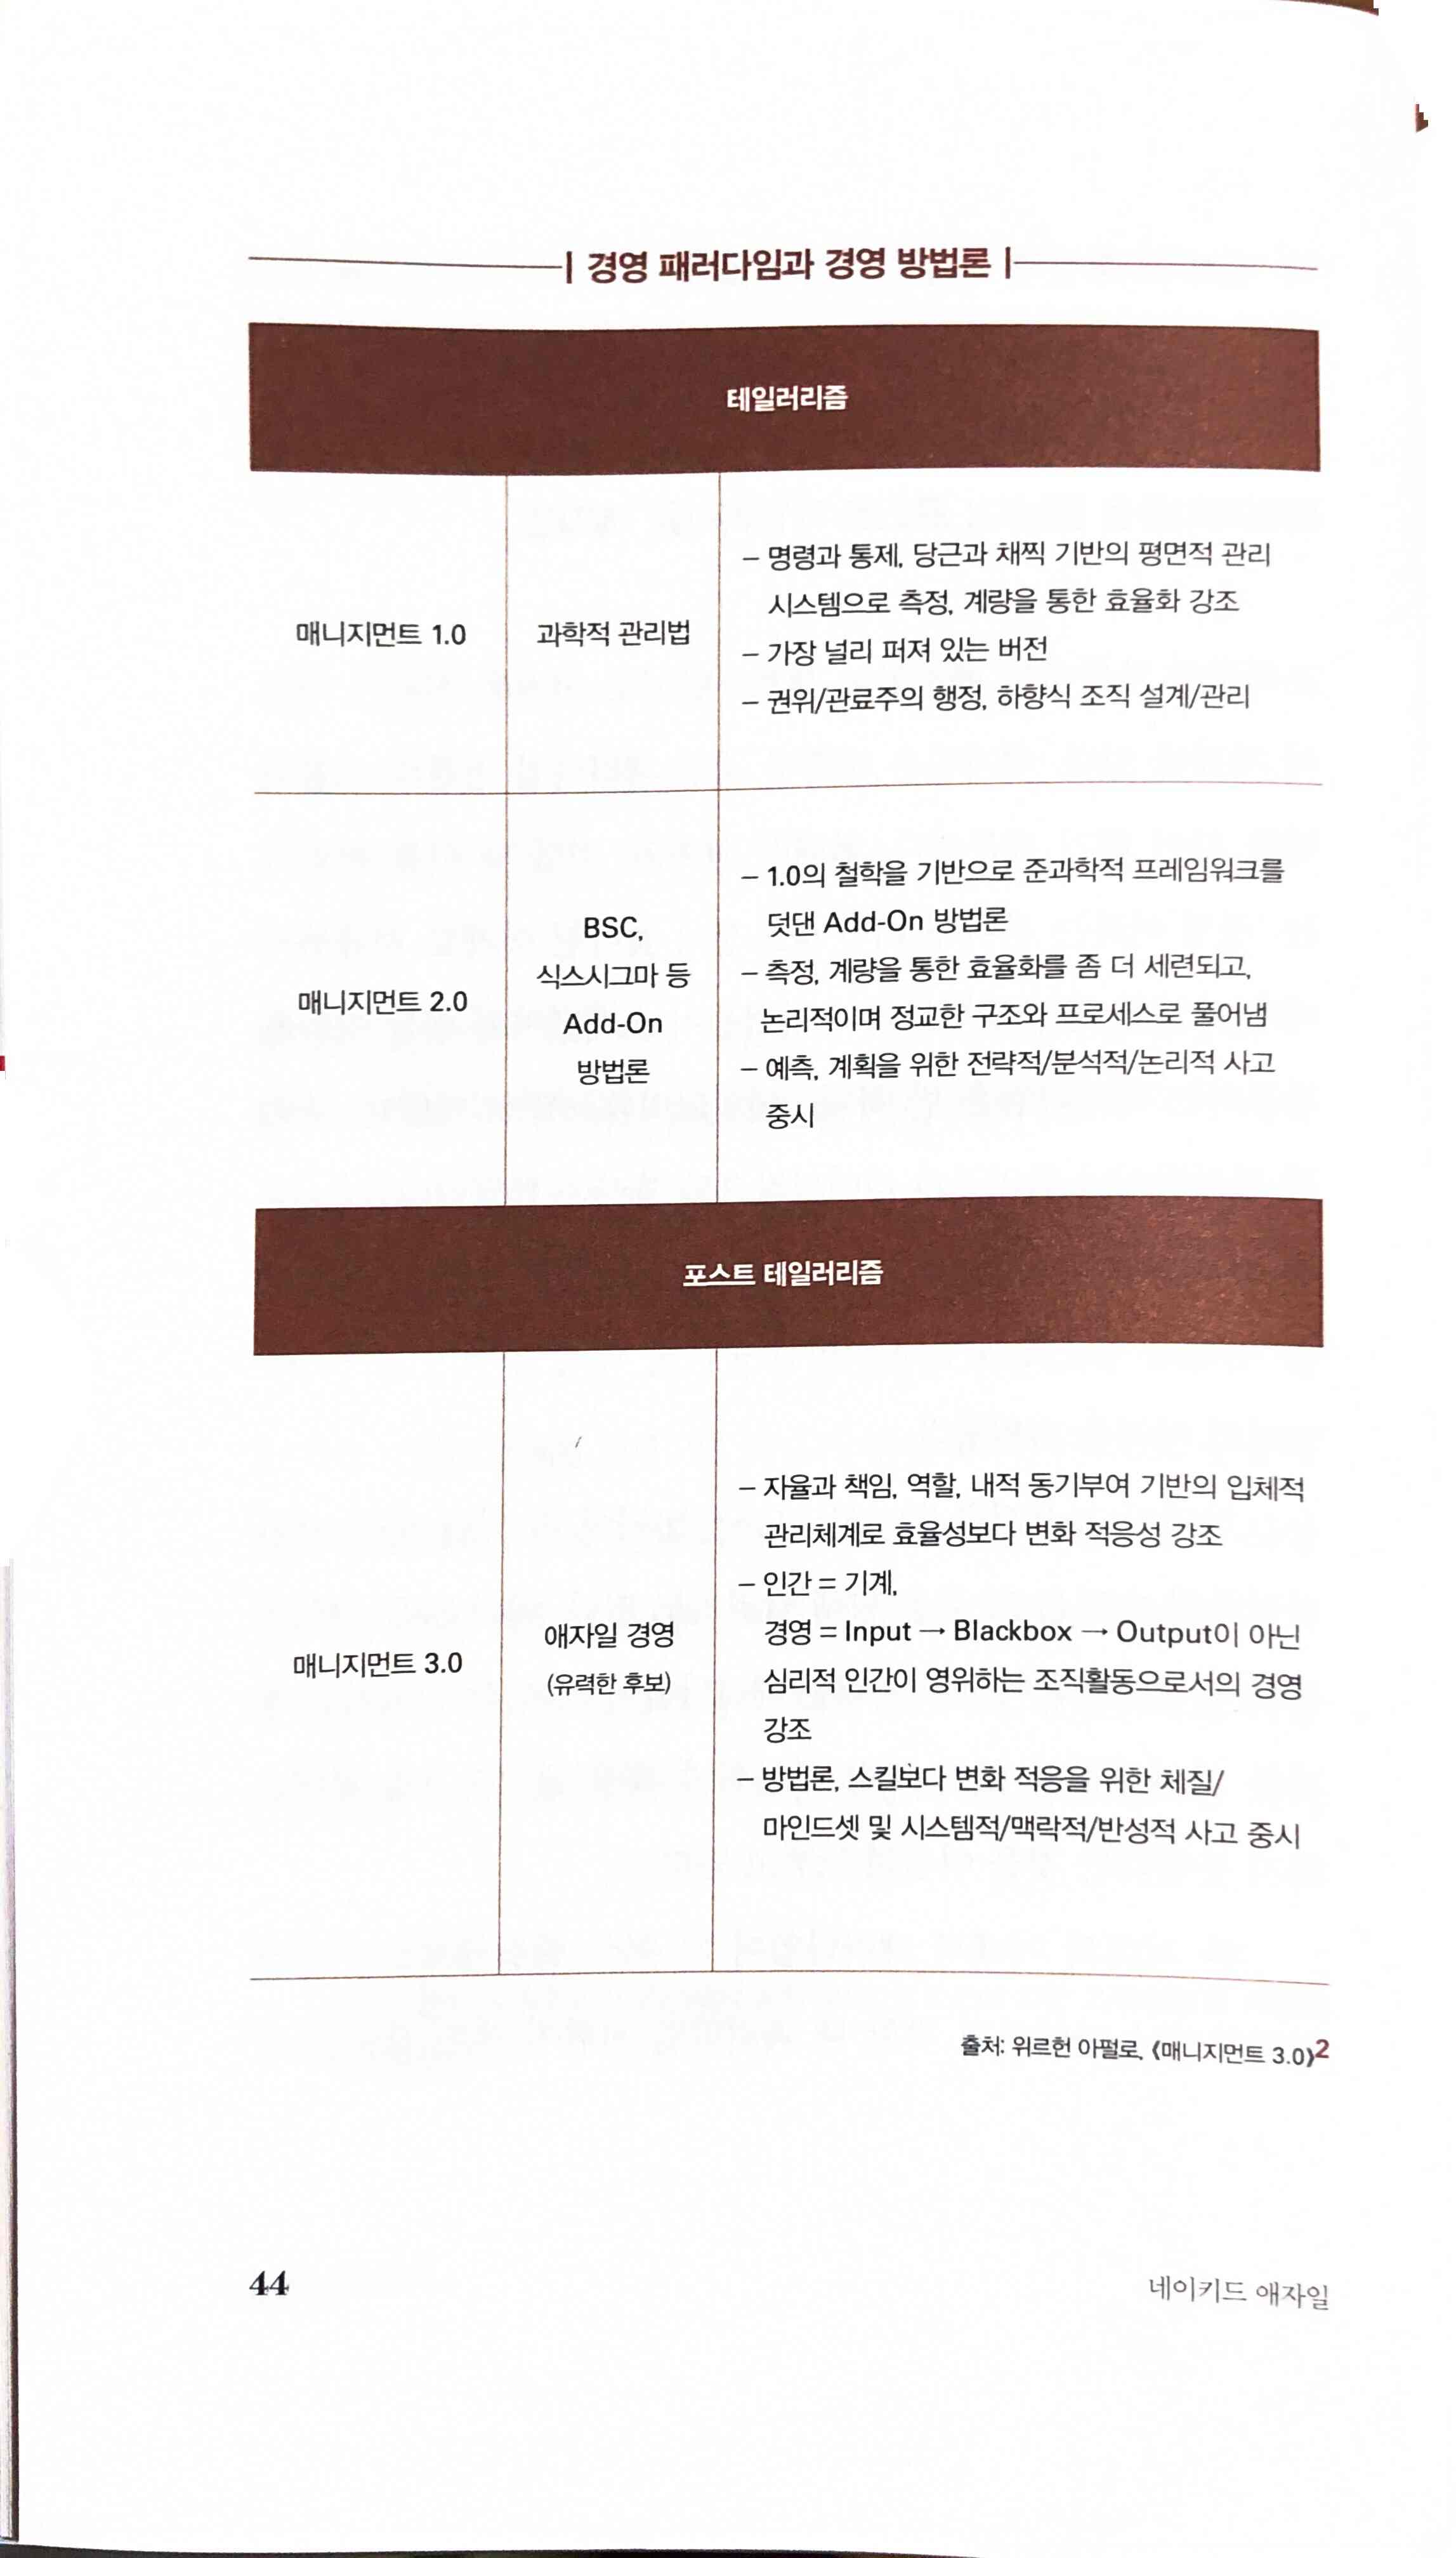 경영 패러다임과 경영 방법론
테일러리즘
매니지먼트 1.0
과학적 관리법
– 명령과 통제, 당근과 채찍 기반의 평면적 관리
시스템으로 측정, 계량을 통한 효율화 강조
– 가장 널리 퍼져 있는 버전
– 권위/관료주의 행정, 하향식 조직 설계/관리
매니지먼트 2.0
BSC,
식스시그마 등
Add-On
방법론
– 1.0의 철학을 기반으로 준과학적 프레임워크를
덧댄 Add-On 방법론
– 측정, 계량을 통한 효율화를 좀 더 세련되고,
논리적이며 정교한 구조와 프로세스로 풀어냄
– 예측, 계획을 위한 전략적/분석적/논리적 사고
중시
포스트 테일러리즘
매니지먼트 3.0
애자일 경영
(유력한 후보)
– 자율과 책임, 역할, 내적 동기부여 기반의 입체적
관리체계로 효율성보다 변화 적응성 강조
– 인간 = 기계,
경영 = Input → Blackbox → Output이 아닌
심리적 인간이 영위하는 조직활동으로서의 경영
강조
– 방법론, 스킬보다 변화 적응을 위한 체질/
마인드셋 및 시스템적/맥락적/반성적 사고 중시
출처: 위르헌 아펄로, 《매니지먼트 3.0》2
44
네이키드 애자일